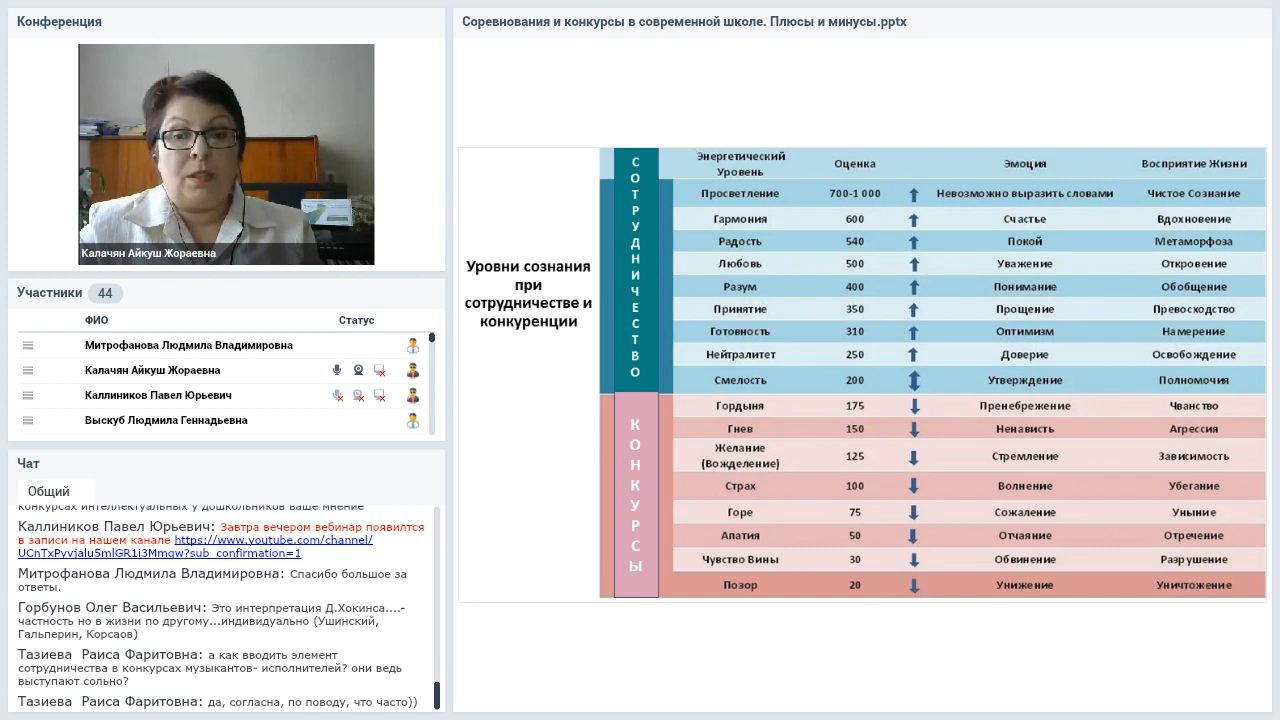 Конференция
Калачян Айкуш Жораевна
Участники 44
ФИО Статус
Митрофанова Людмила Владимировна
Калачян Айкуш Жораевна
Каллиников Павел Юрьевич
Выскуб Людмила Геннадьевна
Чат
Общий
конкурсах интеллектуальных у дошкольников ваше мнение
Каллиников Павел Юрьевич: Завтра вечером вебинар появилтся
в записи на нашем канале https://www.youtube.com/channel/
UCnTxPyvjalu5mlGR1i3Mmqw?sub_confirmation=1
Митрофанова Людмила Владимировна: Спасибо большое за
ответы.
Горбунов Олег Васильевич: Это интерпретация Д.Хокинса....-
частность но в жизни по другому...индивидуально (Ушинский,
Гальперин, Корсаов)
Тазиева Раиса Фаритовна: а как вводить элемент
сотрудничества в конкурсах музыкантов- исполнителей? они ведь
выступают сольно?
Тазиева Раиса Фаритовна: да, согласна, по поводу, что часто))
Соревнования и конкурсы в современной школе. Плюсы и минусы.pptx
Уровни сознания
при
сотрудничестве и
конкуренции
СОТРУДНИЧЕСТВО
КОНКУРСЫ
Энергетический Уровень Оценка Эмоция Восприятие Жизни
Просветление 700-1 000 Невозможно выразить словами Чистое Сознание
Гармония 600 Счастье Вдохновение
Радость 540 Покой Метаморфоза
Любовь 500 Уважение Откровение
Разум 400 Понимание Обобщение
Принятие 350 Прощение Превосходство
Готовность 310 Оптимизм Намерение
Нейтралитет 250 Доверие Освобождение
Смелость 200 Утверждение Полномочия
Гордыня 175 Пренебрежение Чванство
Гнев 150 Ненависть Агрессия
Желание (Вожделение) 125 Стремление Зависимость
Страх 100 Волнение Убегание
Горе 75 Сожаление Уныние
Апатия 50 Отчаяние Отречение
Чувство Вины 30 Обвинение Разрушение
Позор 20 Унижение Уничтожение